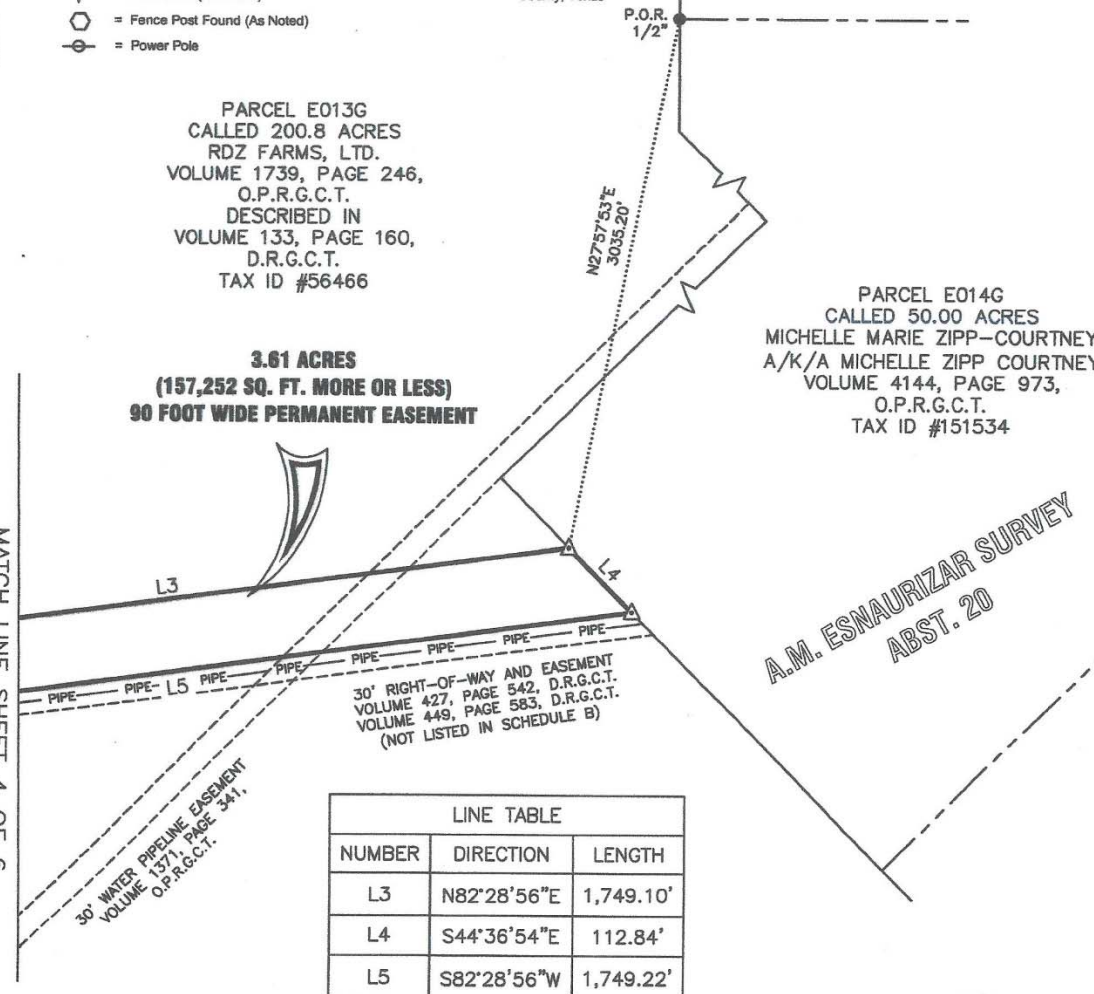 = Fence Post Found (As Noted)
= Power Pole
P.O.R.
1/2"
PARCEL E013G
CALLED 200.8 ACRES
RDZ FARMS, LTD.
VOLUME 1739, PAGE 246,
O.P.R.G.C.T.
DESCRIBED IN
VOLUME 133, PAGE 160,
D.R.G.C.T.
TAX ID #56466
N27°57'53"E
3035.20'
PARCEL E014G
CALLED 50.00 ACRES
MICHELLE MARIE ZIPP-COURTNEY
A/K/A MICHELLE ZIPP COURTNEY
VOLUME 4144, PAGE 973,
O.P.R.G.C.T.
TAX ID #151534
3.61 ACRES
(157,252 SQ. FT. MORE OR LESS)
90 FOOT WIDE PERMANENT EASEMENT
A.M. ESNAURIZAR SURVEY
ABST. 20
MATCH LINE SHEET 4 OF 6
L3
L4
PIPE PIPE L5 PIPE PIPE PIPE PIPE PIPE PIPE
30' RIGHT-OF-WAY AND EASEMENT
VOLUME 427, PAGE 542, D.R.G.C.T.
VOLUME 449, PAGE 583, D.R.G.C.T.
(NOT LISTED IN SCHEDULE B)
30' WATER PIPELINE EASEMENT
VOLUME 1371, PAGE 341,
O.P.R.G.C.T.
LINE TABLE
NUMBER DIRECTION LENGTH
L3 N82°28'56"E 1,749.10'
L4 S44°36'54"E 112.84'
L5 S82°28'56"W 1,749.22'